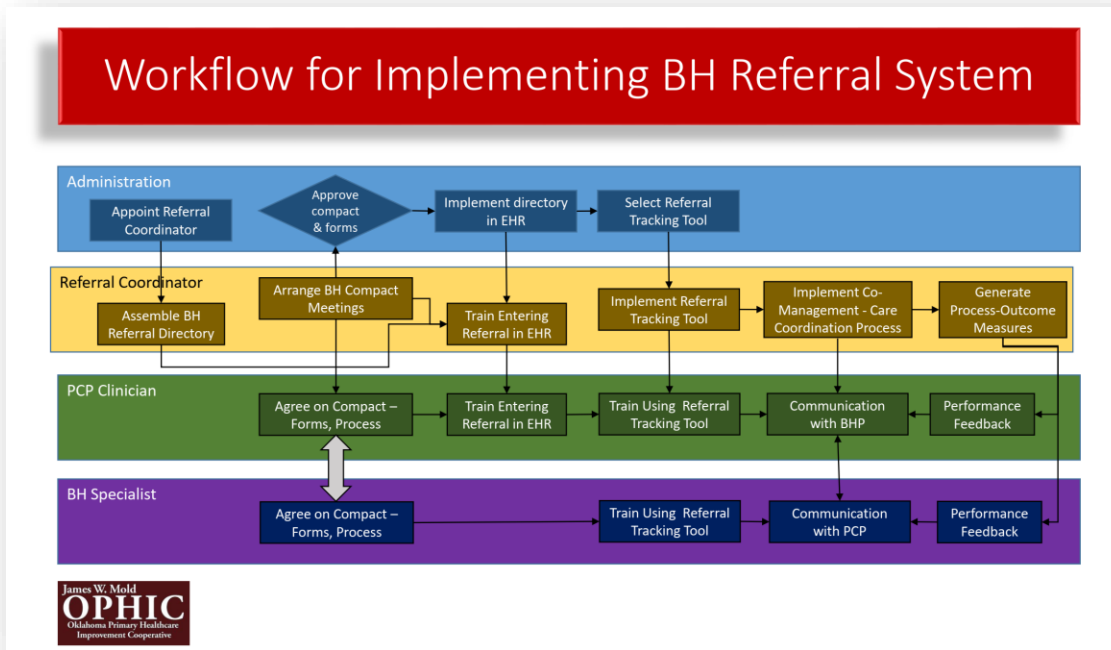 Workflow for Implementing BH Referral System
Administration
Appoint Referral
Coordinator
Approve
compact
& forms
Implement directory
in EHR
Select Referral
Tracking Tool
Referral Coordinator
Assemble BH
Referral Directory
Arrange BH Compact
Meetings
Train Entering
Referral in EHR
Implement Referral
Tracking Tool
Implement Co-
Management - Care
Coordination Process
Generate
Process-Outcome
Measures
PCP Clinician
Agree on Compact –
Forms, Process
Train Entering
Referral in EHR
Train Using Referral
Tracking Tool
Communication
with BHP
Performance
Feedback
BH Specialist
Agree on Compact –
Forms, Process
Train Using Referral
Tracking Tool
Communication
with PCP
Performance
Feedback
James W. Mold
OPHIC
Oklahoma Primary Healthcare
Improvement Cooperative